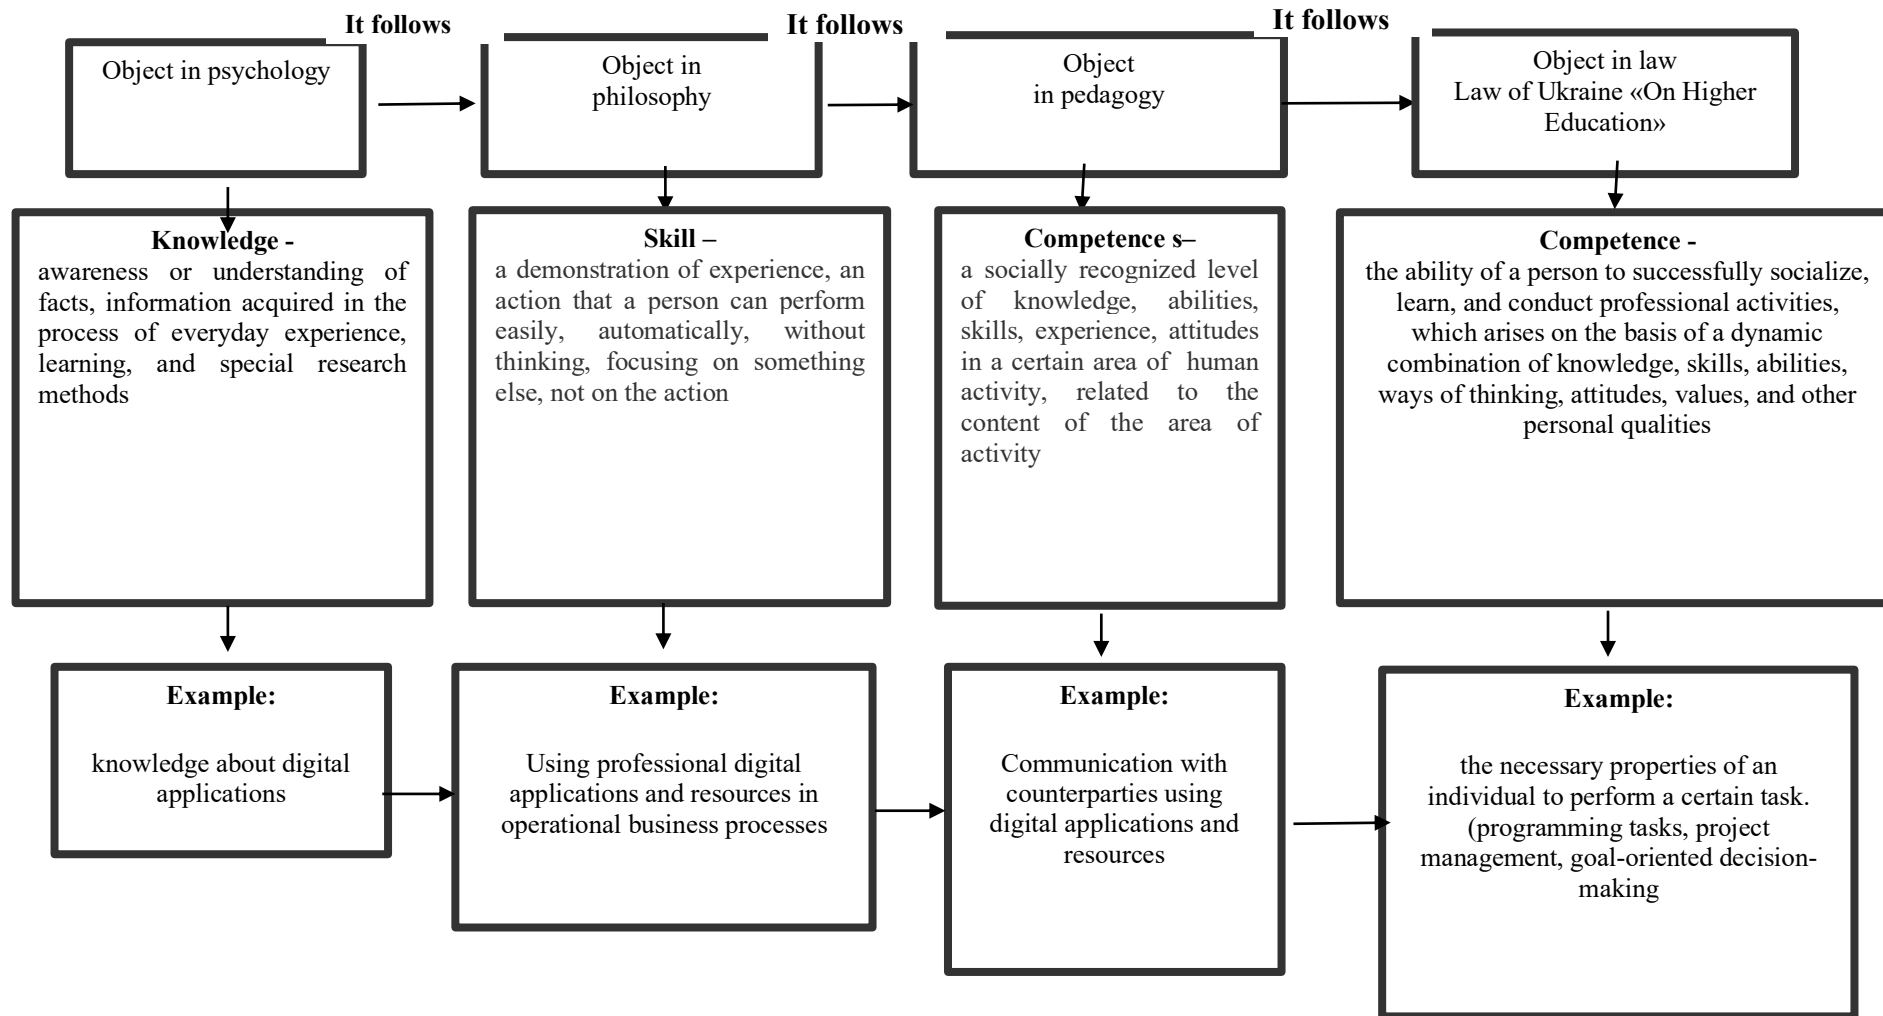 It follows
It follows
It follows
Object in psychology
Object in
philosophy
Object
in pedagogy
Object in law
Law of Ukraine «On Higher
Education»
Knowledge -
awareness or understanding of
facts, information acquired in the
process of everyday experience,
learning, and special research
methods
Skill –
a demonstration of experience, an
action that a person can perform
easily, automatically, without
thinking, focusing on something
else, not on the action
Competence s–
a socially recognized level
of knowledge, abilities,
skills, experience, attitudes
in a certain area of human
activity, related to the
content of the area of
activity
Competence -
the ability of a person to successfully socialize,
learn, and conduct professional activities,
which arises on the basis of a dynamic
combination of knowledge, skills, abilities,
ways of thinking, attitudes, values, and other
personal qualities
Example:
knowledge about digital
applications
Example:
Using professional digital
applications and resources in
operational business processes
Example:
Communication with
counterparties using
digital applications and
resources
Example:
the necessary properties of an
individual to perform a certain task.
(programming tasks, project
management, goal-oriented decision-
making